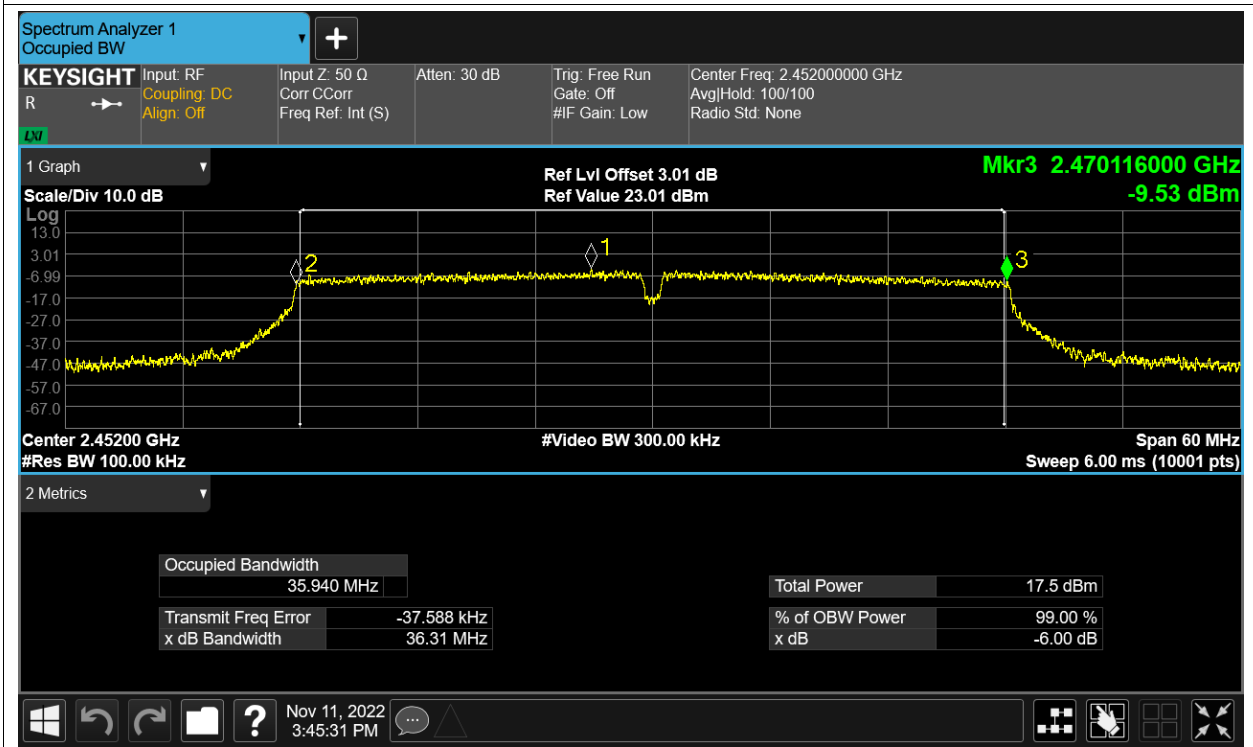 Spectrum Analyzer 1
Occupied BW
KEYSIGHT
R
LXI
Input: RF
Coupling: DC
Align: Off
Input Z: 50 Ω
Corr CCorr
Freq Ref: Int (S)
Atten: 30 dB
Trig: Free Run
Gate: Off
#IF Gain: Low
Center Freq: 2.452000000 GHz
Avg|Hold: 100/100
Radio Std: None
1 Graph
Scale/Div 10.0 dB
Ref Lvl Offset 3.01 dB
Ref Value 23.01 dBm
Mkr3 2.470116000 GHz
-9.53 dBm
Log
13.0
3.01
-6.99
-17.0
-27.0
-37.0
-47.0
-57.0
-67.0
2
1
3
Center 2.45200 GHz
#Res BW 100.00 kHz
#Video BW 300.00 kHz
Span 60 MHz
Sweep 6.00 ms (10001 pts)
2 Metrics
Occupied Bandwidth
35.940 MHz
Transmit Freq Error -37.588 kHz
x dB Bandwidth 36.31 MHz
Total Power 17.5 dBm
% of OBW Power 99.00 %
x dB -6.00 dB
?
Nov 11, 2022
3:45:31 PM